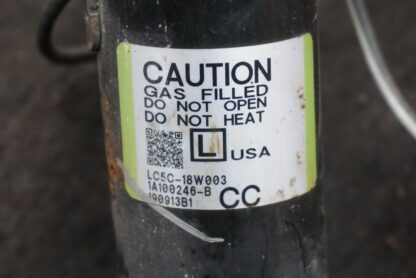 CAUTION
GAS FILLED
DO NOT OPEN
DO NOT HEAT
L USA
LC5C-18W003
1A100246-B
190913B1 CC